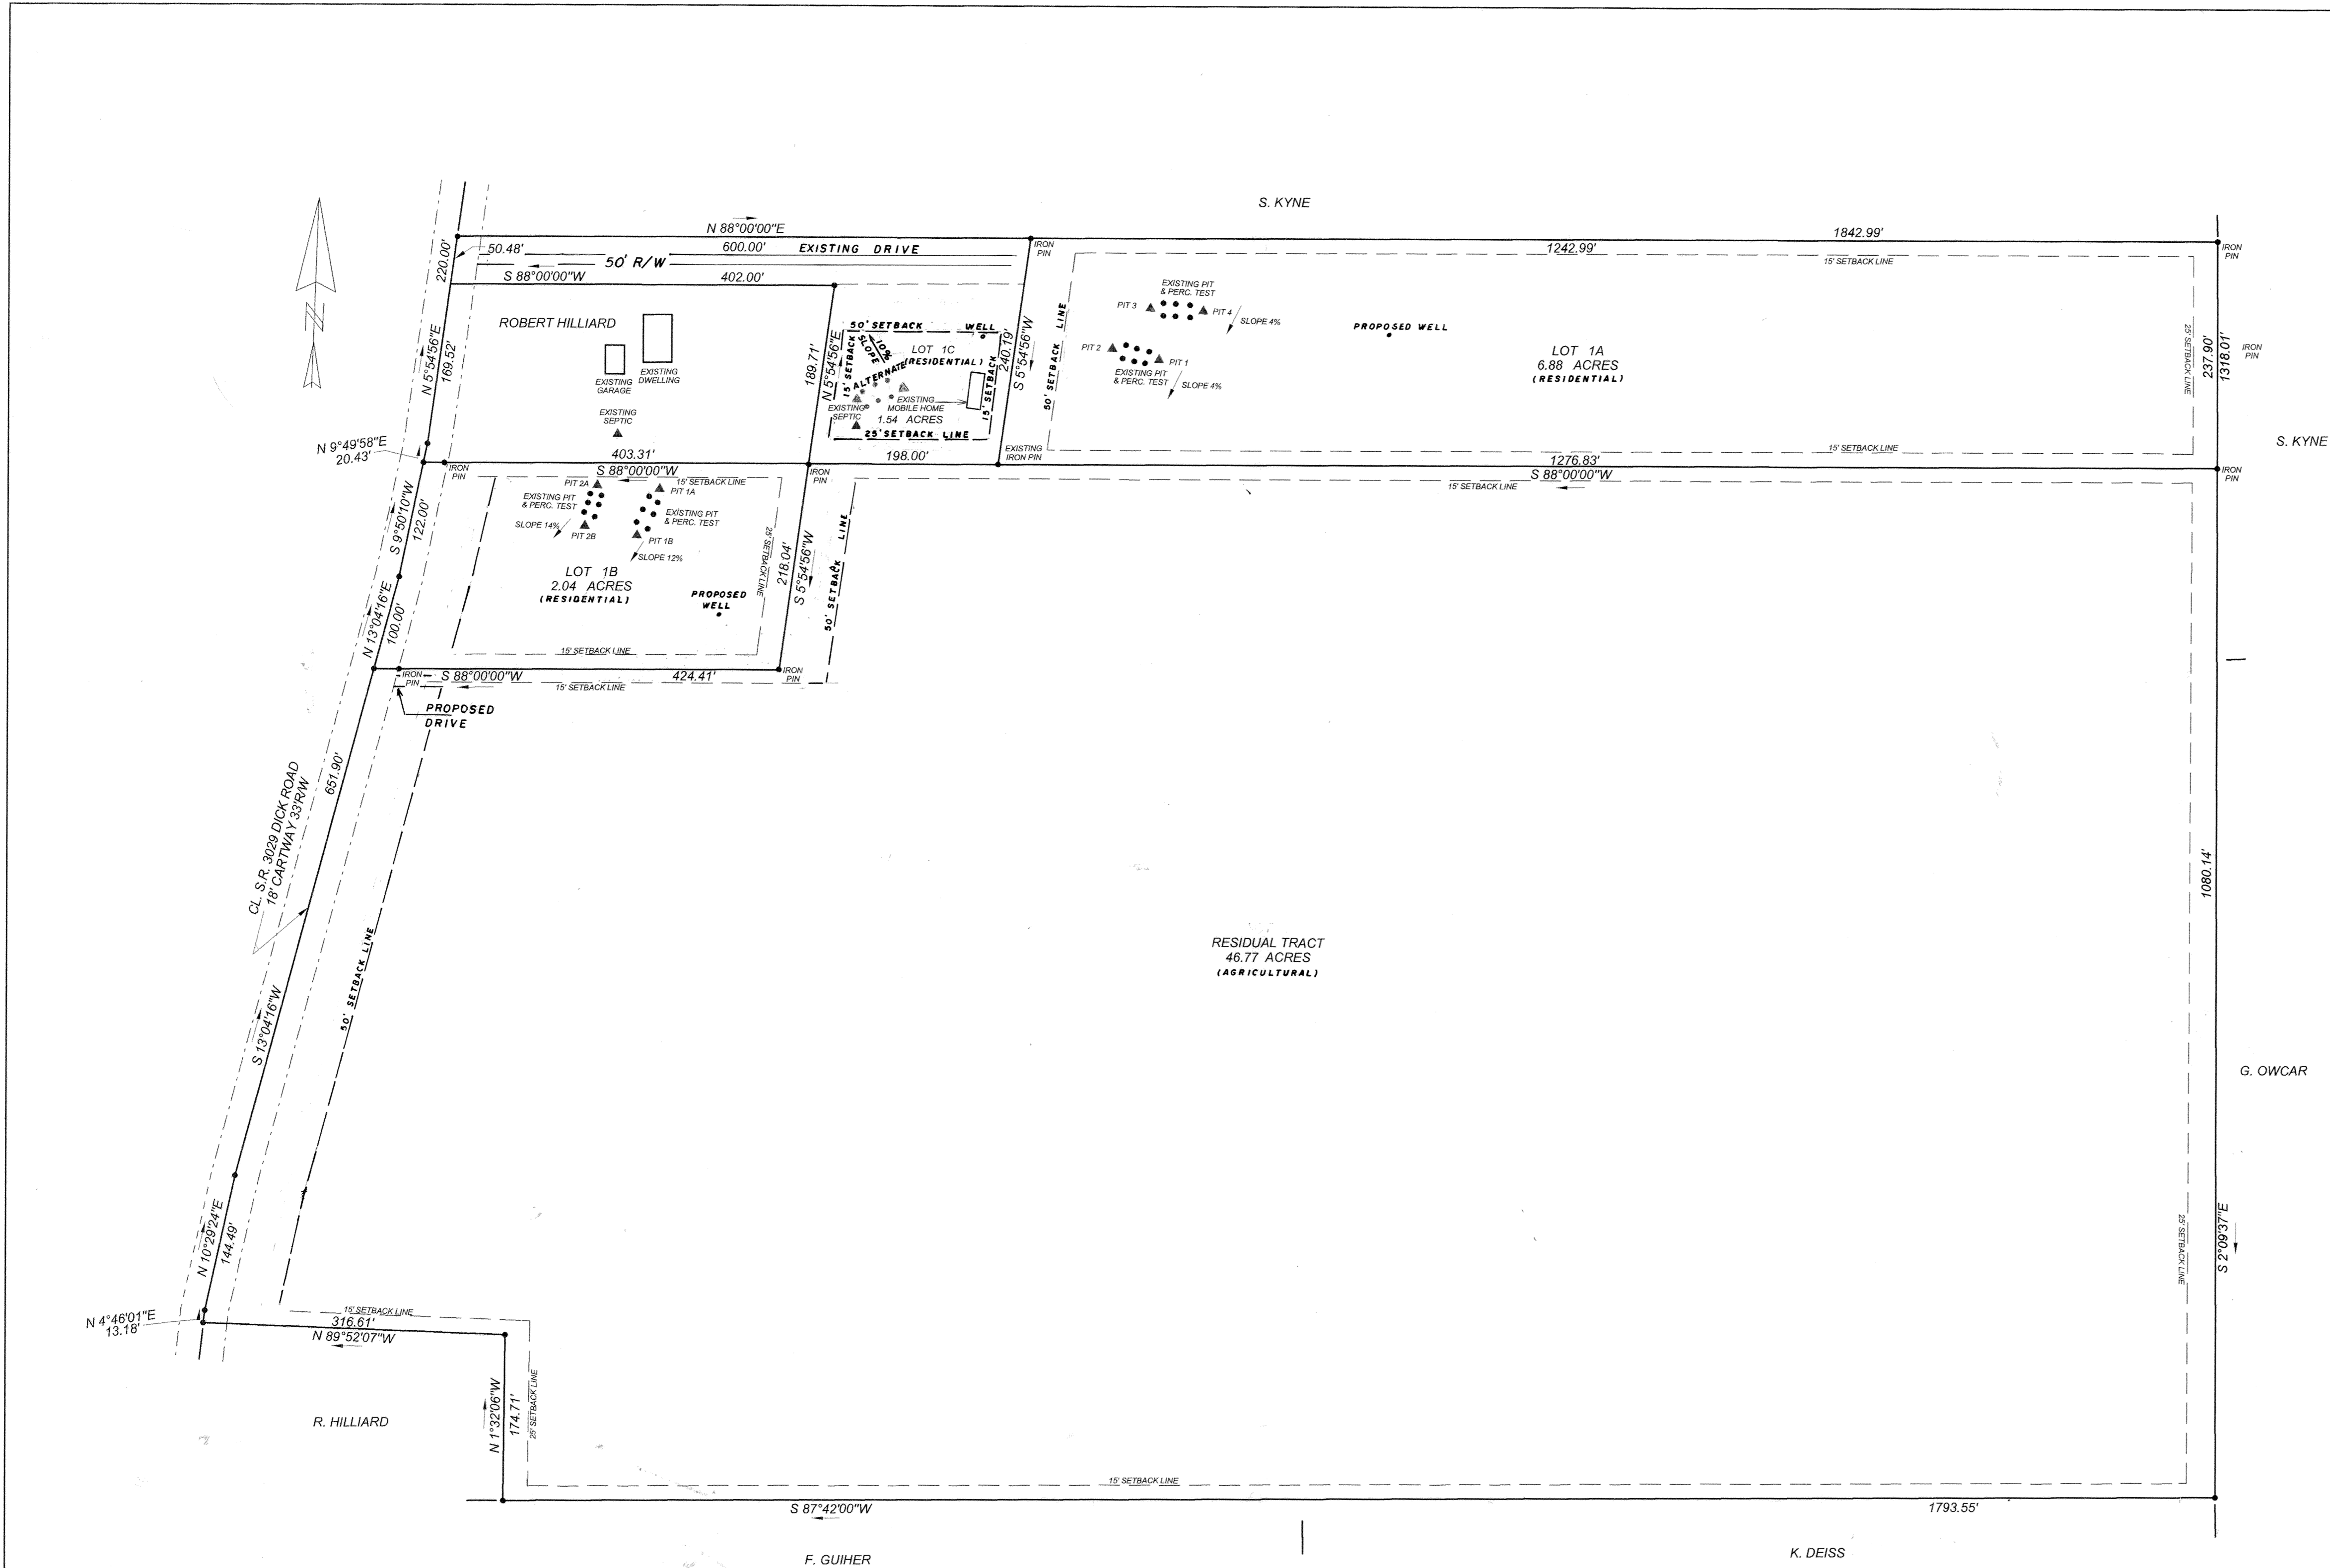 S. KYNE
N 88°00'00"E
600.00'
EXISTING DRIVE
50.48'
50' R/W
S 88°00'00"W
402.00'
220.00'
IRON
PIN
1242.99'
1842.99'
15' SETBACK LINE
IRON
PIN
N
ROBERT HILLIARD
EXISTING
GARAGE
EXISTING
DWELLING
EXISTING
SEPTIC
N 5°54'56"E
169.52'
N 9°49'58"E
20.43'
189.71'
N 5°54'56"E
50' SETBACK
WELL
15' SETBACK
10%
SLOPE
LOT 1C
(RESIDENTIAL)
ALTERNATE
EXISTING
SEPTIC
EXISTING
MOBILE HOME
1.54 ACRES
15' SETBACK
25' SETBACK LINE
240.19'
S 5°54'56"W
50' SETBACK LINE
EXISTING PIT
& PERC. TEST
PIT 3
PIT 4
SLOPE 4%
PIT 2
PIT 1
EXISTING PIT
& PERC. TEST
SLOPE 4%
PROPOSED WELL
LOT 1A
6.88 ACRES
(RESIDENTIAL)
25' SETBACK LINE
237.90'
1318.01'
IRON
PIN
S. KYNE
15' SETBACK LINE
403.31'
S 88°00'00"W
198.00'
EXISTING
IRON PIN
1276.83'
S 88°00'00"W
IRON
PIN
IRON
PIN
IRON
PIN
15' SETBACK LINE
15' SETBACK LINE
PIT 2A
PIT 1A
EXISTING PIT
& PERC. TEST
EXISTING PIT
& PERC. TEST
SLOPE 14%
PIT 2B
PIT 1B
SLOPE 12%
S 9°50'10"W
122.00'
LOT 1B
2.04 ACRES
(RESIDENTIAL)
PROPOSED
WELL
25' SETBACK LINE
218.04'
S 5°54'56"W
50' SETBACK LINE
N 13°04'16"E
100.00'
15' SETBACK LINE
IRON
PIN
S 88°00'00"W
424.41'
IRON
PIN
15' SETBACK LINE
PROPOSED
DRIVE
651.90'
CL. S.R. 3029 DICK ROAD
18' CARTWAY 33'R/W
50' SETBACK LINE
S 13°04'16"W
RESIDUAL TRACT
46.77 ACRES
(AGRICULTURAL)
1080.14'
G. OWCAR
25' SETBACK LINE
S 2°09'37"E
N 10°29'24"E
144.49'
N 4°46'01"E
13.18'
15' SETBACK LINE
316.61'
N 89°52'07"W
R. HILLIARD
N 1°32'06"W
174.71'
25' SETBACK LINE
15' SETBACK LINE
S 87°42'00"W
1793.55'
F. GUIHER
K. DEISS